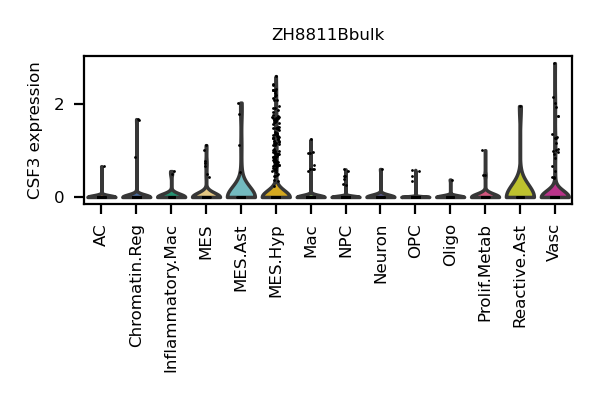 ZH8811Bbulk
CSF3 expression
2
0
AC
Chromatin.Reg
Inflammatory.Mac
MES
MES.Ast
MES.Hyp
Mac
NPC
Neuron
OPC
Oligo
Prolif.Metab
Reactive.Ast
Vasc